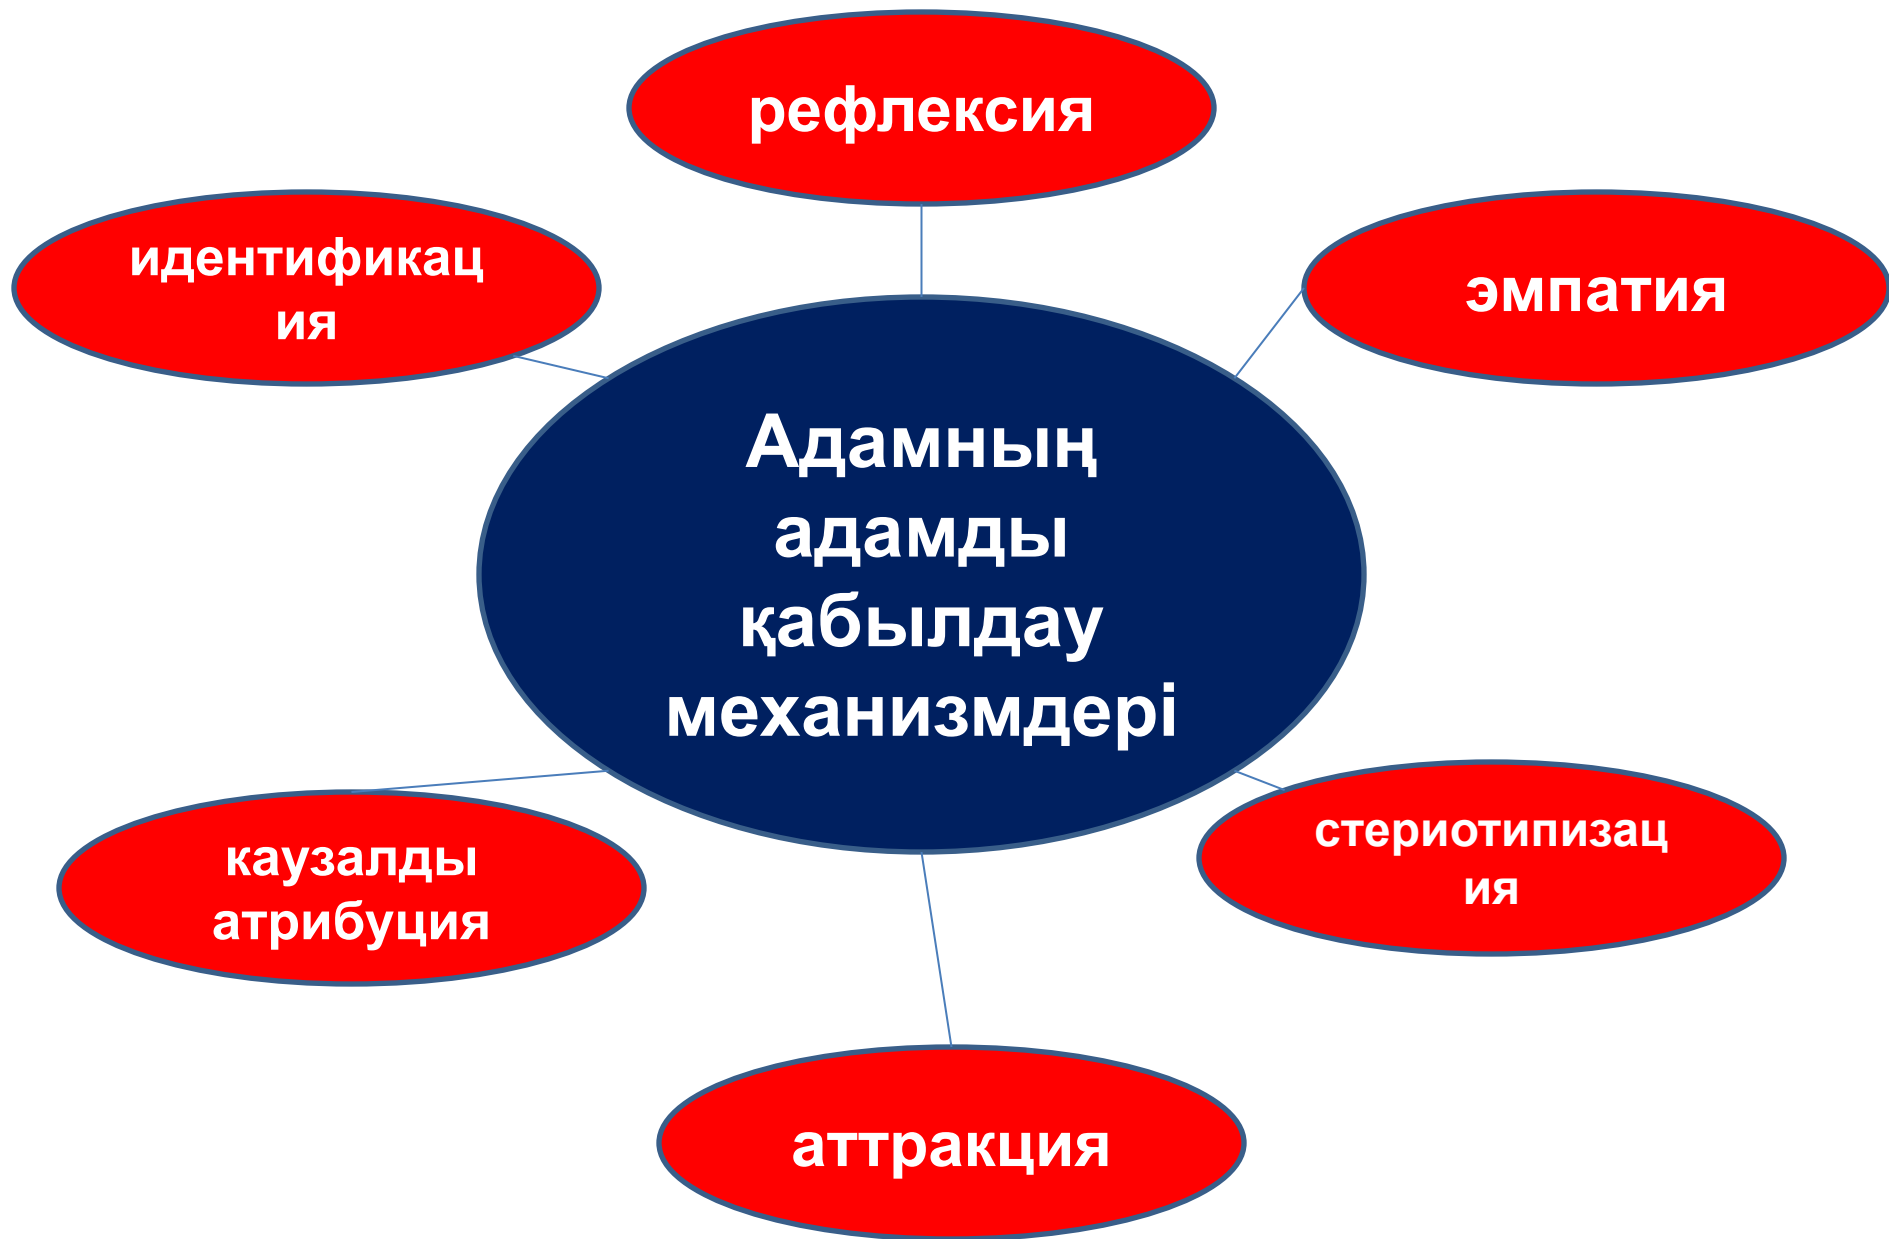 рефлексия
идентификац
ия
эмпатия
Адамның
адамды
қабылдау
механизмдері
каузалды
атрибуция
стериотипизац
ия
аттракция